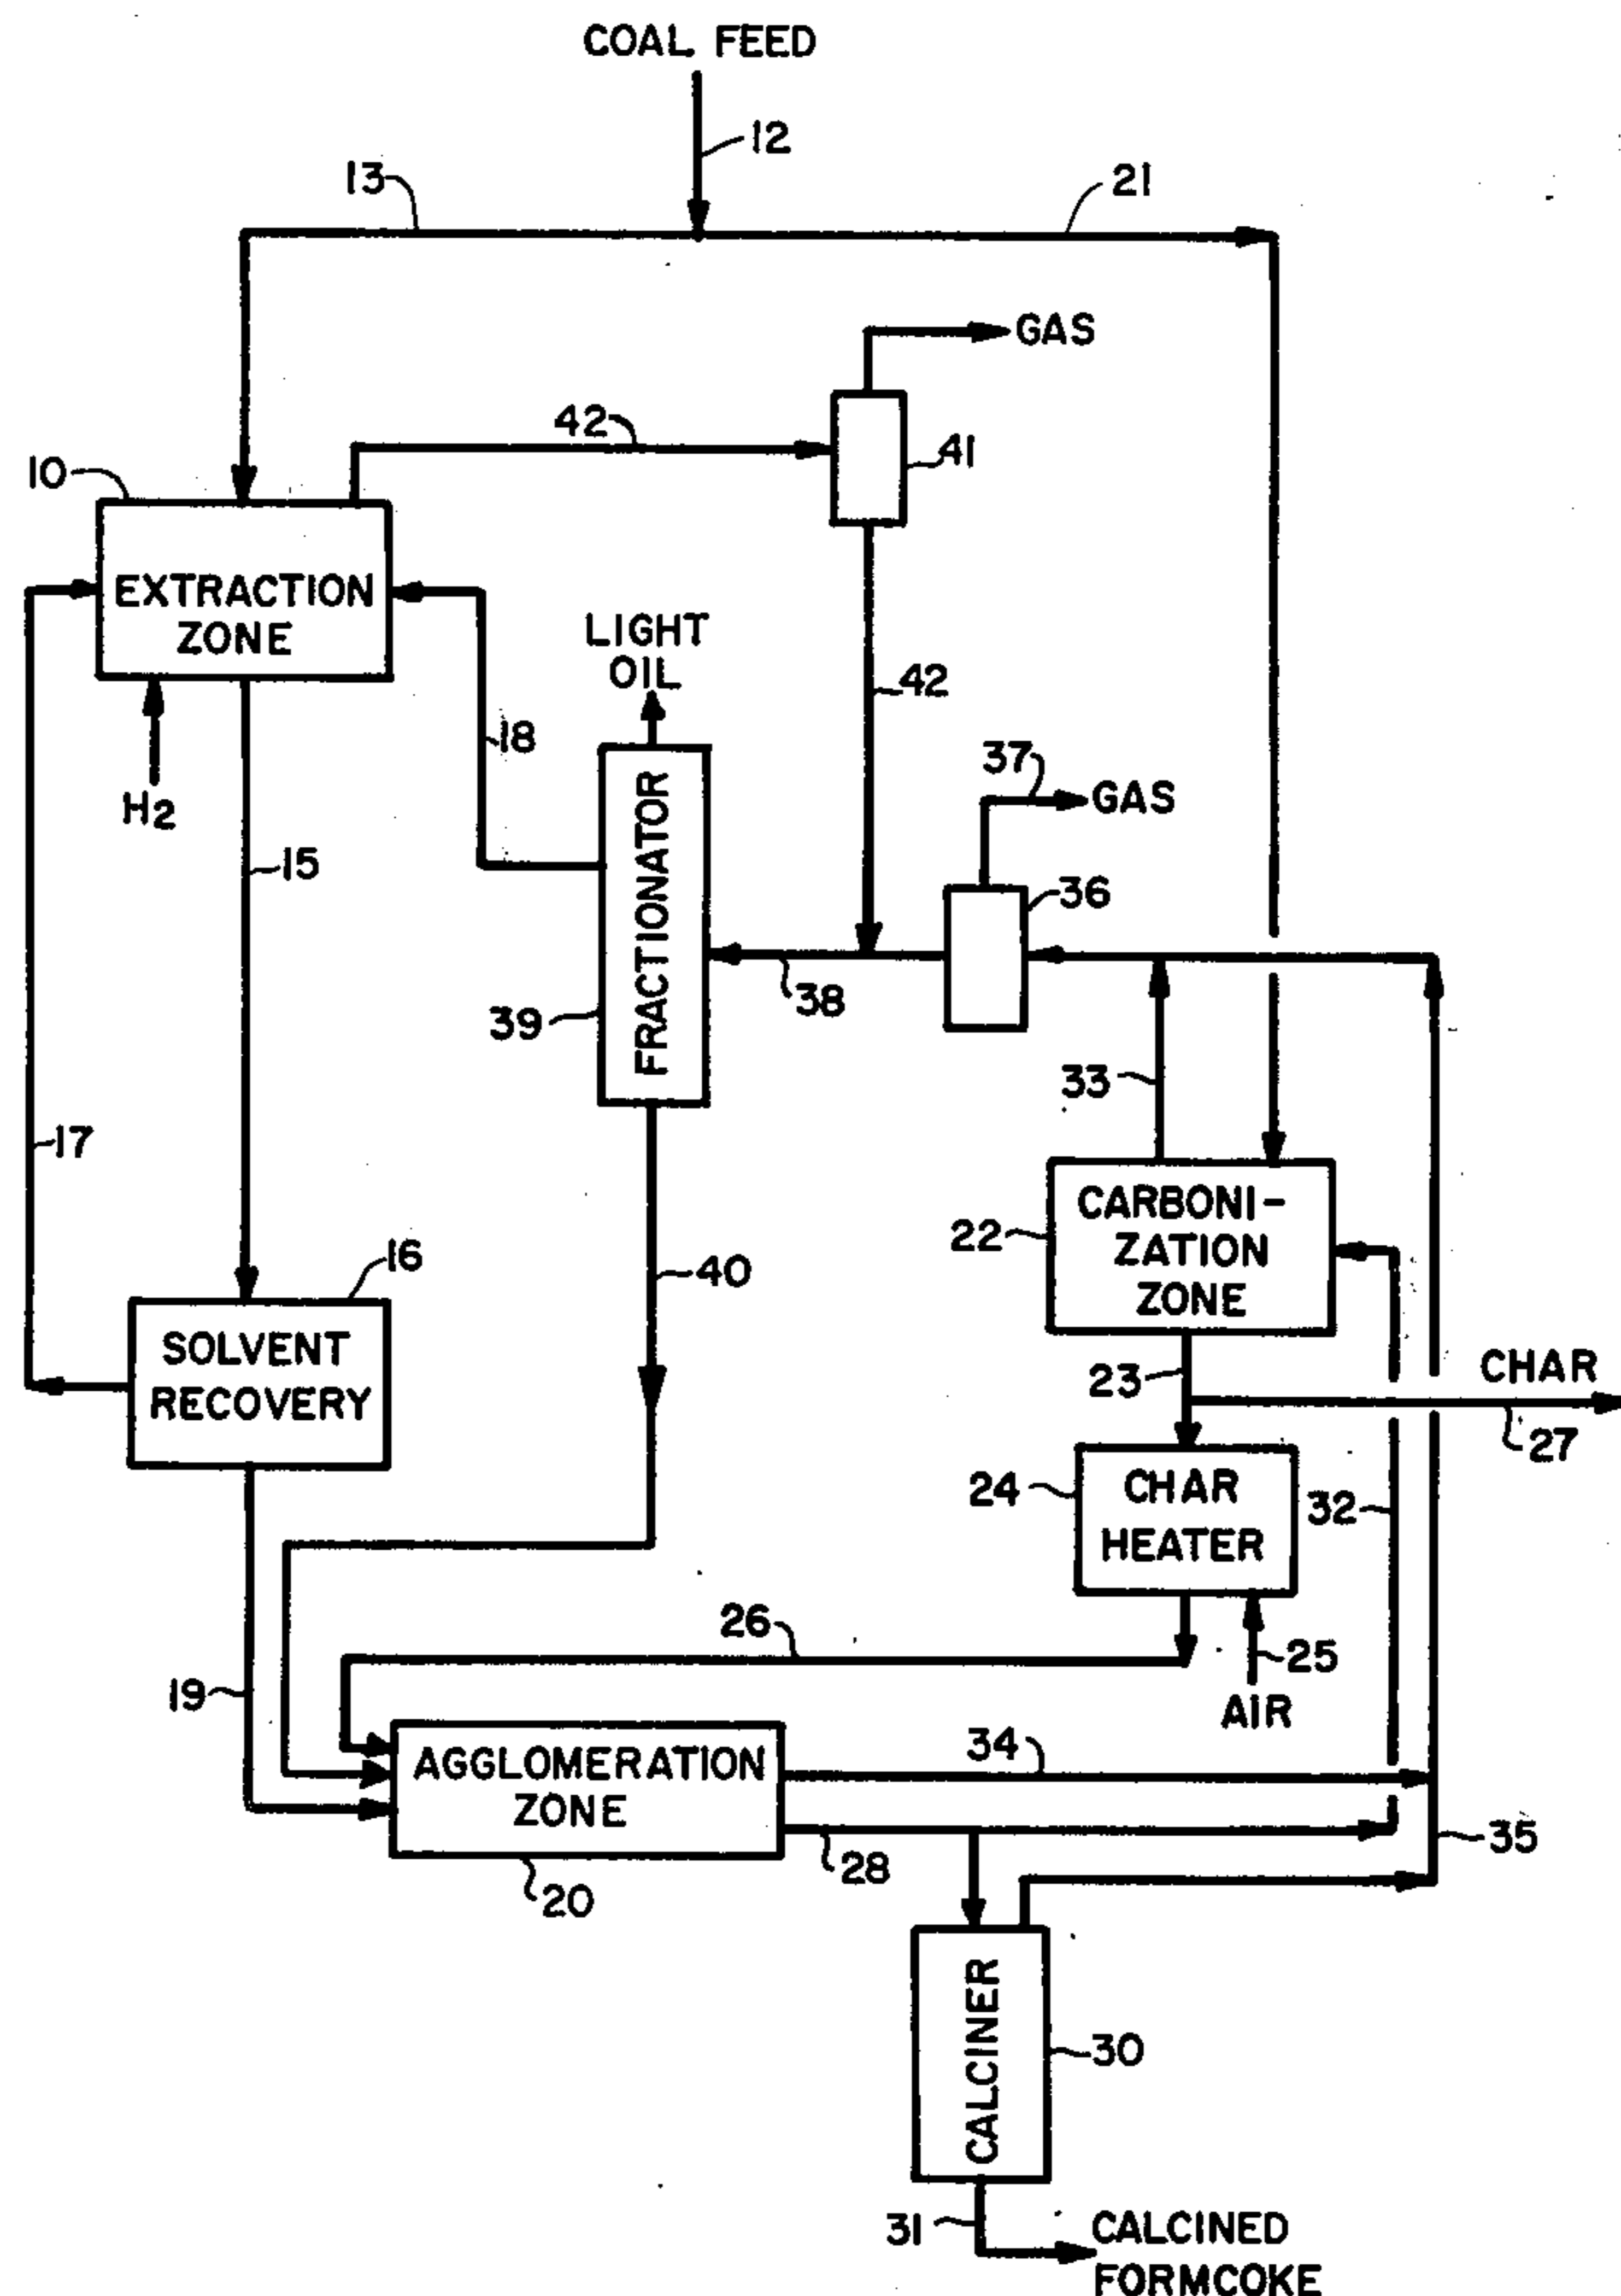 COAL FEED
12
13
21
GAS
42
41
10
EXTRACTION
ZONE
LIGHT
OIL
42
18
37
GAS
H2
15
FRACTIONATOR
36
38
39
33
17
CARBONI-
ZATION
ZONE
22
16
40
SOLVENT
RECOVERY
23
CHAR
27
24
CHAR
HEATER
32
26
25
AIR
19
34
AGGLOMERATION
ZONE
35
28
20
CALCINER
30
31
CALCINED
FORMCOKE